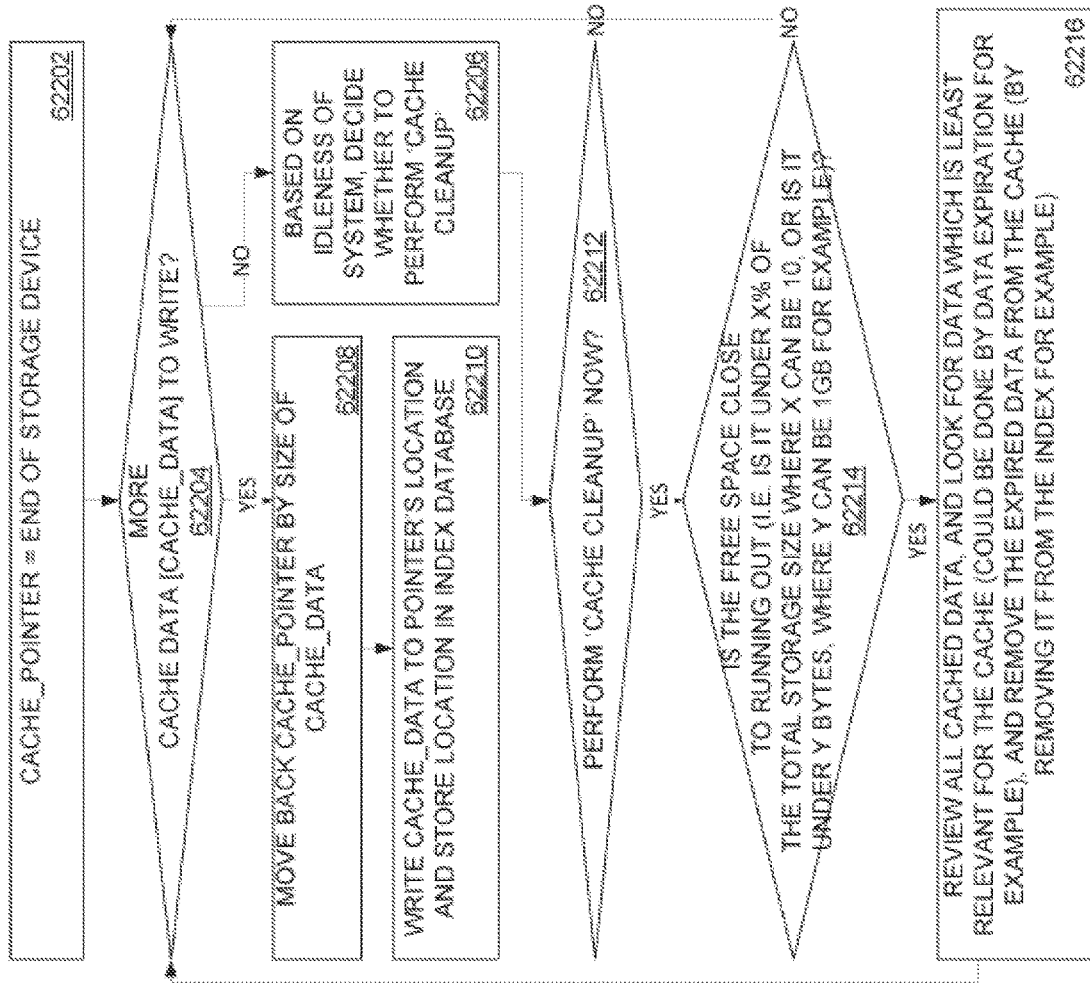 CACHE_POINTER = END OF STORAGE DEVICE
62202
MORE
CACHE DATA [CACHE_DATA] TO WRITE?
62204
NO
YES
BASED ON
IDLENESS OF
SYSTEM, DECIDE
WHETHER TO
PERFORM 'CACHE
CLEANUP'
62206
MOVE BACK CACHE_POINTER BY SIZE OF
CACHE_DATA
62208
WRITE CACHE_DATA TO POINTER'S LOCATION
AND STORE LOCATION IN INDEX DATABASE
62210
PERFORM 'CACHE CLEANUP' NOW?
62212
NO
YES
IS THE FREE SPACE CLOSE
TO RUNNING OUT (I.E. IS IT UNDER X% OF
THE TOTAL STORAGE SIZE WHERE X CAN BE 10, OR IS IT
UNDER Y BYTES, WHERE Y CAN BE 1GB FOR EXAMPLE)?
62214
NO
YES
REVIEW ALL CACHED DATA, AND LOOK FOR DATA WHICH IS LEAST
RELEVANT FOR THE CACHE (COULD BE DONE BY DATA EXPIRATION FOR
EXAMPLE), AND REMOVE THE EXPIRED DATA FROM THE CACHE (BY
REMOVING IT FROM THE INDEX FOR EXAMPLE)
62216